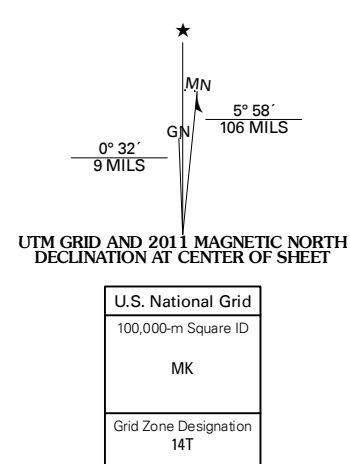 MN
5° 58´
106 MILS
GN
0° 32´
9 MILS
UTM GRID AND 2011 MAGNETIC NORTH
DECLINATION AT CENTER OF SHEET
U.S. National Grid
100,000-m Square ID
MK
Grid Zone Designation
14T